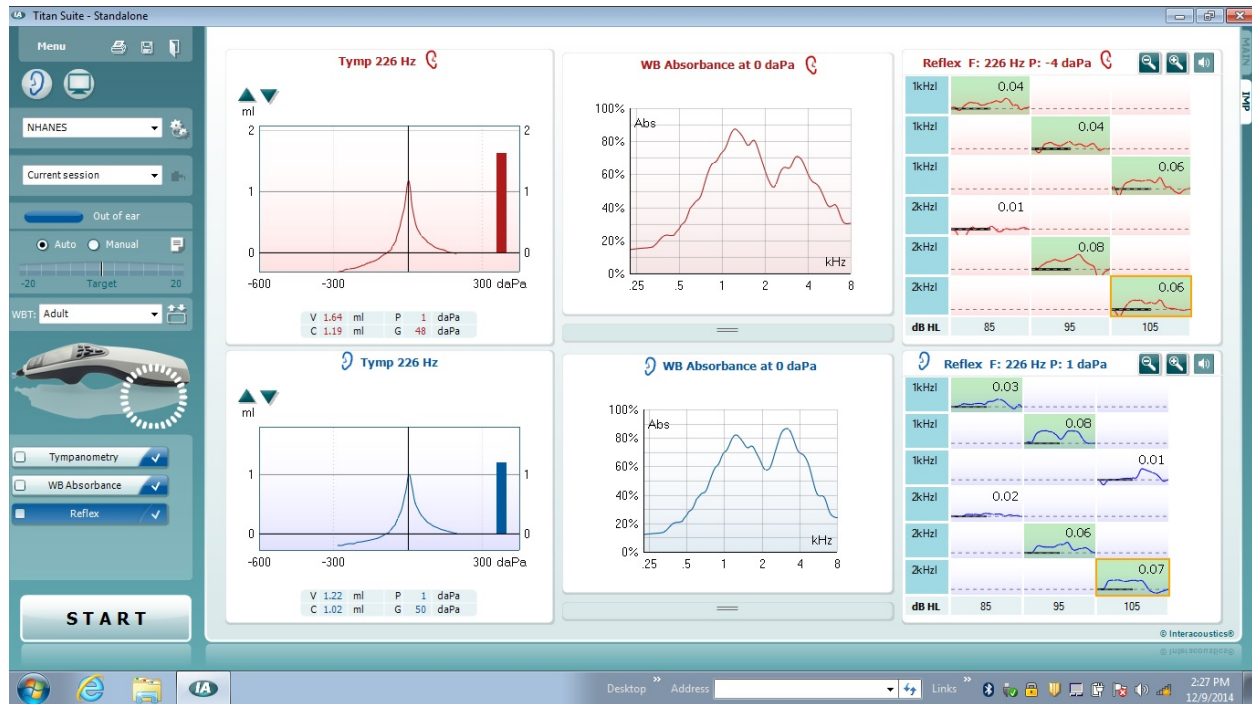 Titan Suite - Standalone
Menu
NHANES
Current session
Out of ear
Auto Manual
-20 Target 20
WBT: Adult
Tympanometry
WB Absorbance
Reflex
START
Tymp 226 Hz
ml
2 2
1 1
0 0
-600 -300 300 daPa
V 1.64 ml P 1 daPa
C 1.19 ml G 48 daPa
WB Absorbance at 0 daPa
100%
Abs
80%
60%
40%
20%
kHz
0%
.25 .5 1 2 4 8
Reflex F: 226 Hz P: -4 daPa
1kHzI 0.04
1kHzI 0.04
1kHzI 0.06
2kHzI 0.01
2kHzI 0.08
2kHzI 0.06
dB HL 85 95 105
Tymp 226 Hz
ml
1 1
0 0
-600 -300 300 daPa
V 1.22 ml P 1 daPa
C 1.02 ml G 50 daPa
WB Absorbance at 0 daPa
100%
Abs
80%
60%
40%
20%
kHz
0%
.25 .5 1 2 4 8
Reflex F: 226 Hz P: 1 daPa
1kHzI 0.03
1kHzI 0.08
1kHzI 0.01
2kHzI 0.02
2kHzI 0.06
2kHzI 0.07
dB HL 85 95 105
MAIN
IMP
© Interacoustics®
Desktop » Address Links »
2:27 PM
12/9/2014
IA